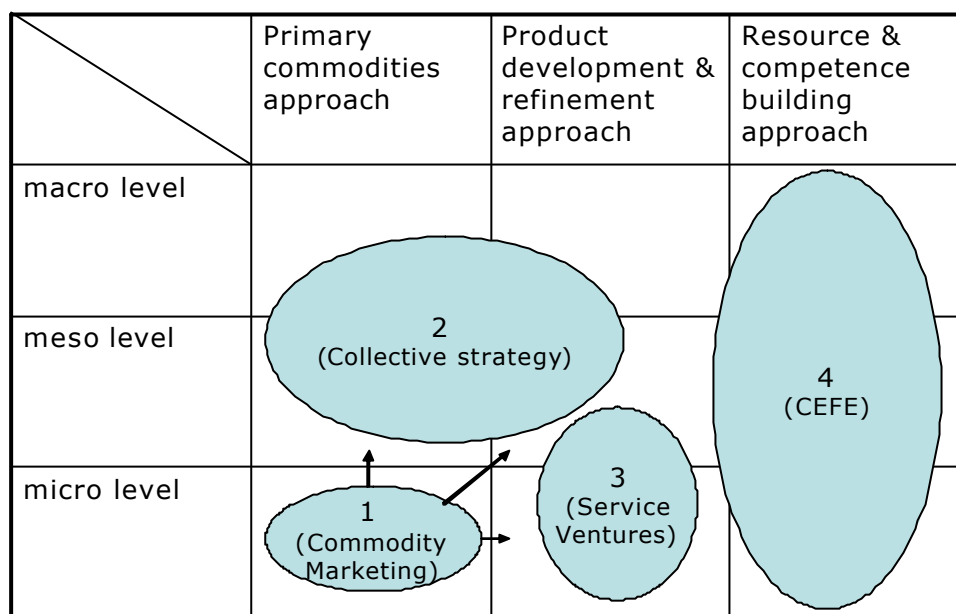 Primary
commodities
approach
Product
development &
refinement
approach
Resource &
competence
building
approach
macro level
meso level
2
(Collective strategy)
4
(CEFE)
micro level
1
(Commodity
Marketing)
3
(Service
Ventures)